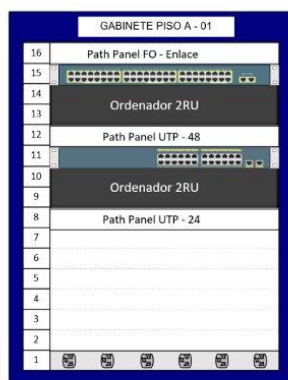 GABINETE PISO A - 01
16 Path Panel FO - Enlace
15
14
Ordenador 2RU
13
12 Path Panel UTP - 48
11
10
Ordenador 2RU
9
8 Path Panel UTP - 24
7
6
5
4
3
2
1